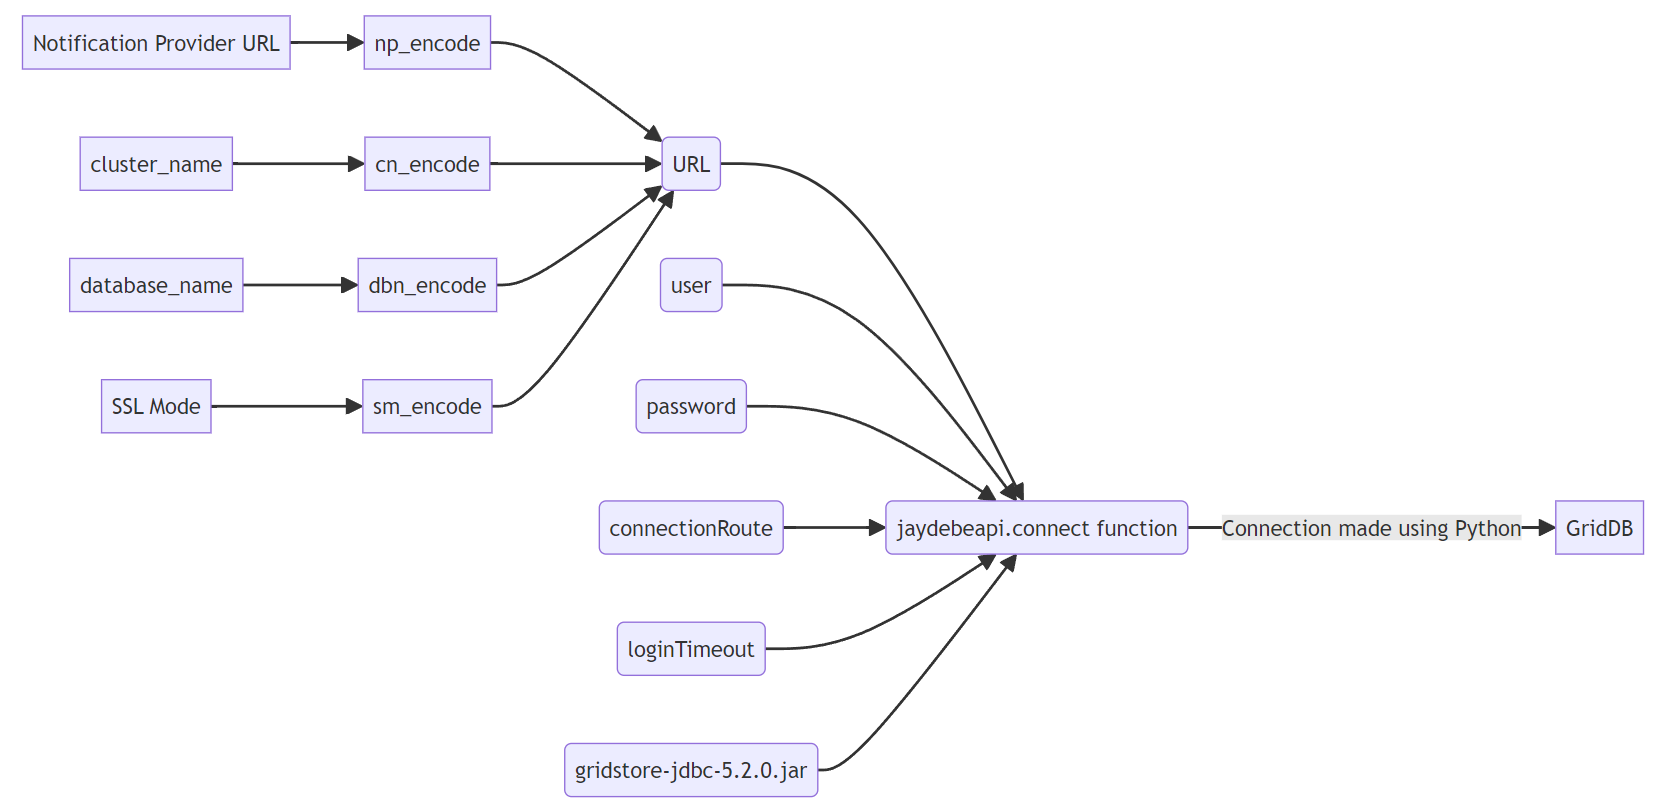 Notification Provider URL
np_encode
cluster_name
cn_encode
URL
database_name
dbn_encode
user
SSL Mode
sm_encode
password
connectionRoute
jaydebeapi.connect function
Connection made using Python
GridDB
loginTimeout
gridstore-jdbc-5.2.0.jar